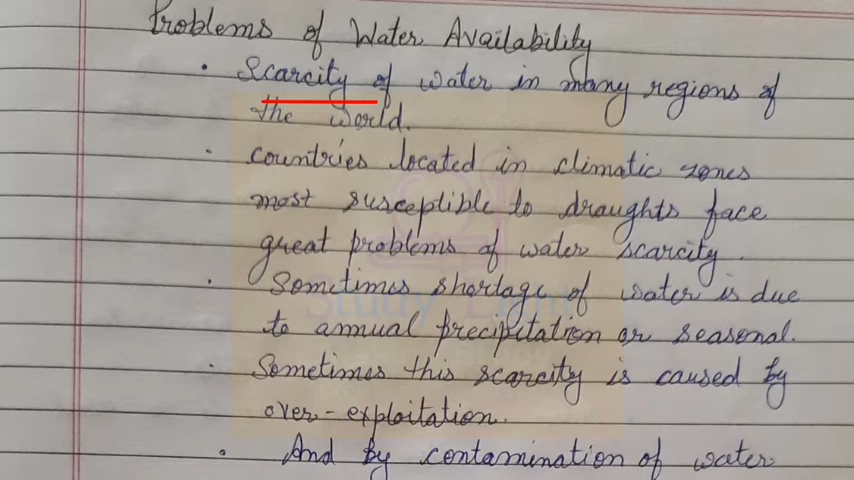 Problems of Water Availability
• Scarcity of water in many regions of
the world.
• countries located in climatic zones
most susceptible to draughts face
great problems of water scarcity.
• Sometimes shortage of water is due
to annual precipitation or seasonal.
• Sometimes this scarcity is caused by
over-exploitation.
• And by contamination of water